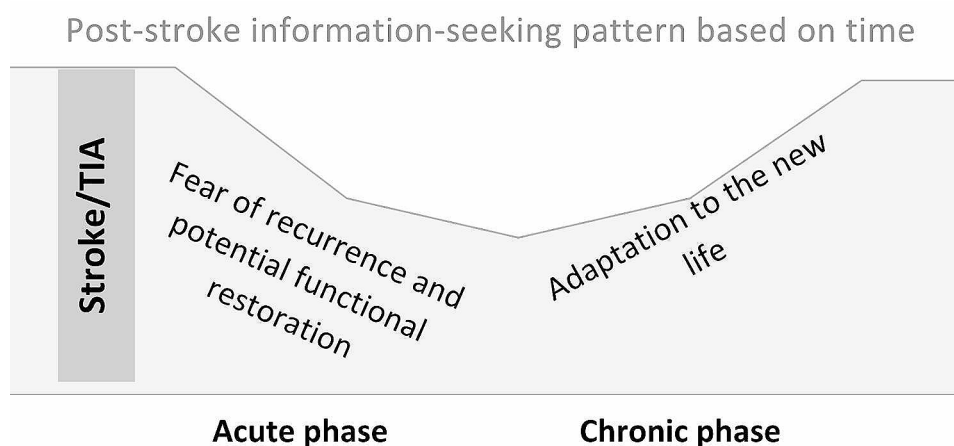 Post-stroke information-seeking pattern based on time
Stroke/TIA
Fear of recurrence and
potential functional
restoration
Adaptation to the new
life
Acute phase
Chronic phase